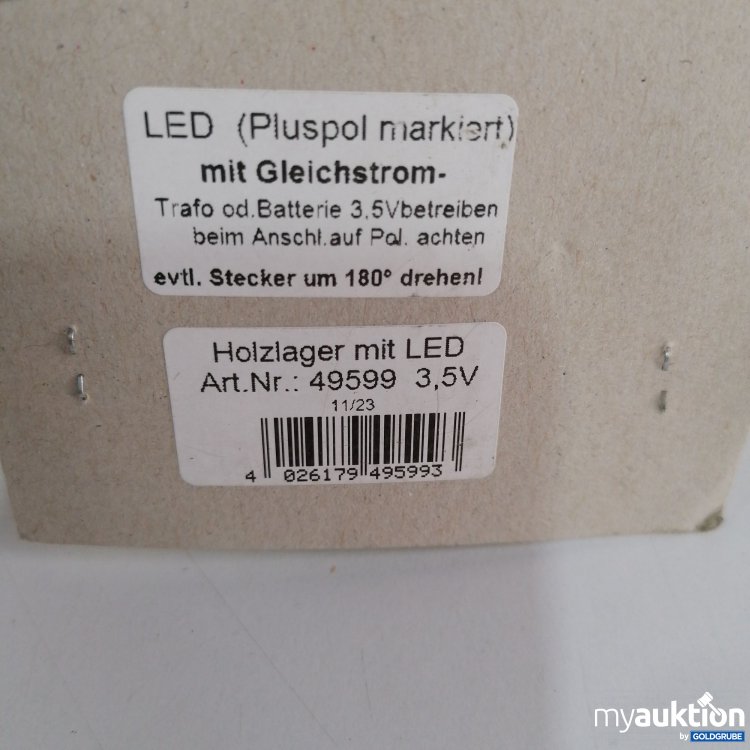 LED (Pluspol markiert)
mit Gleichstrom-
Trafo od.Batterie 3,5Vbetreiben
beim Anschl.auf Pol. achten
evtl. Stecker um 180° drehen!
Holzlager mit LED
Art.Nr.: 49599 3,5V
11/23
4 026179 495993
myauktion
by GOLDGRUBE